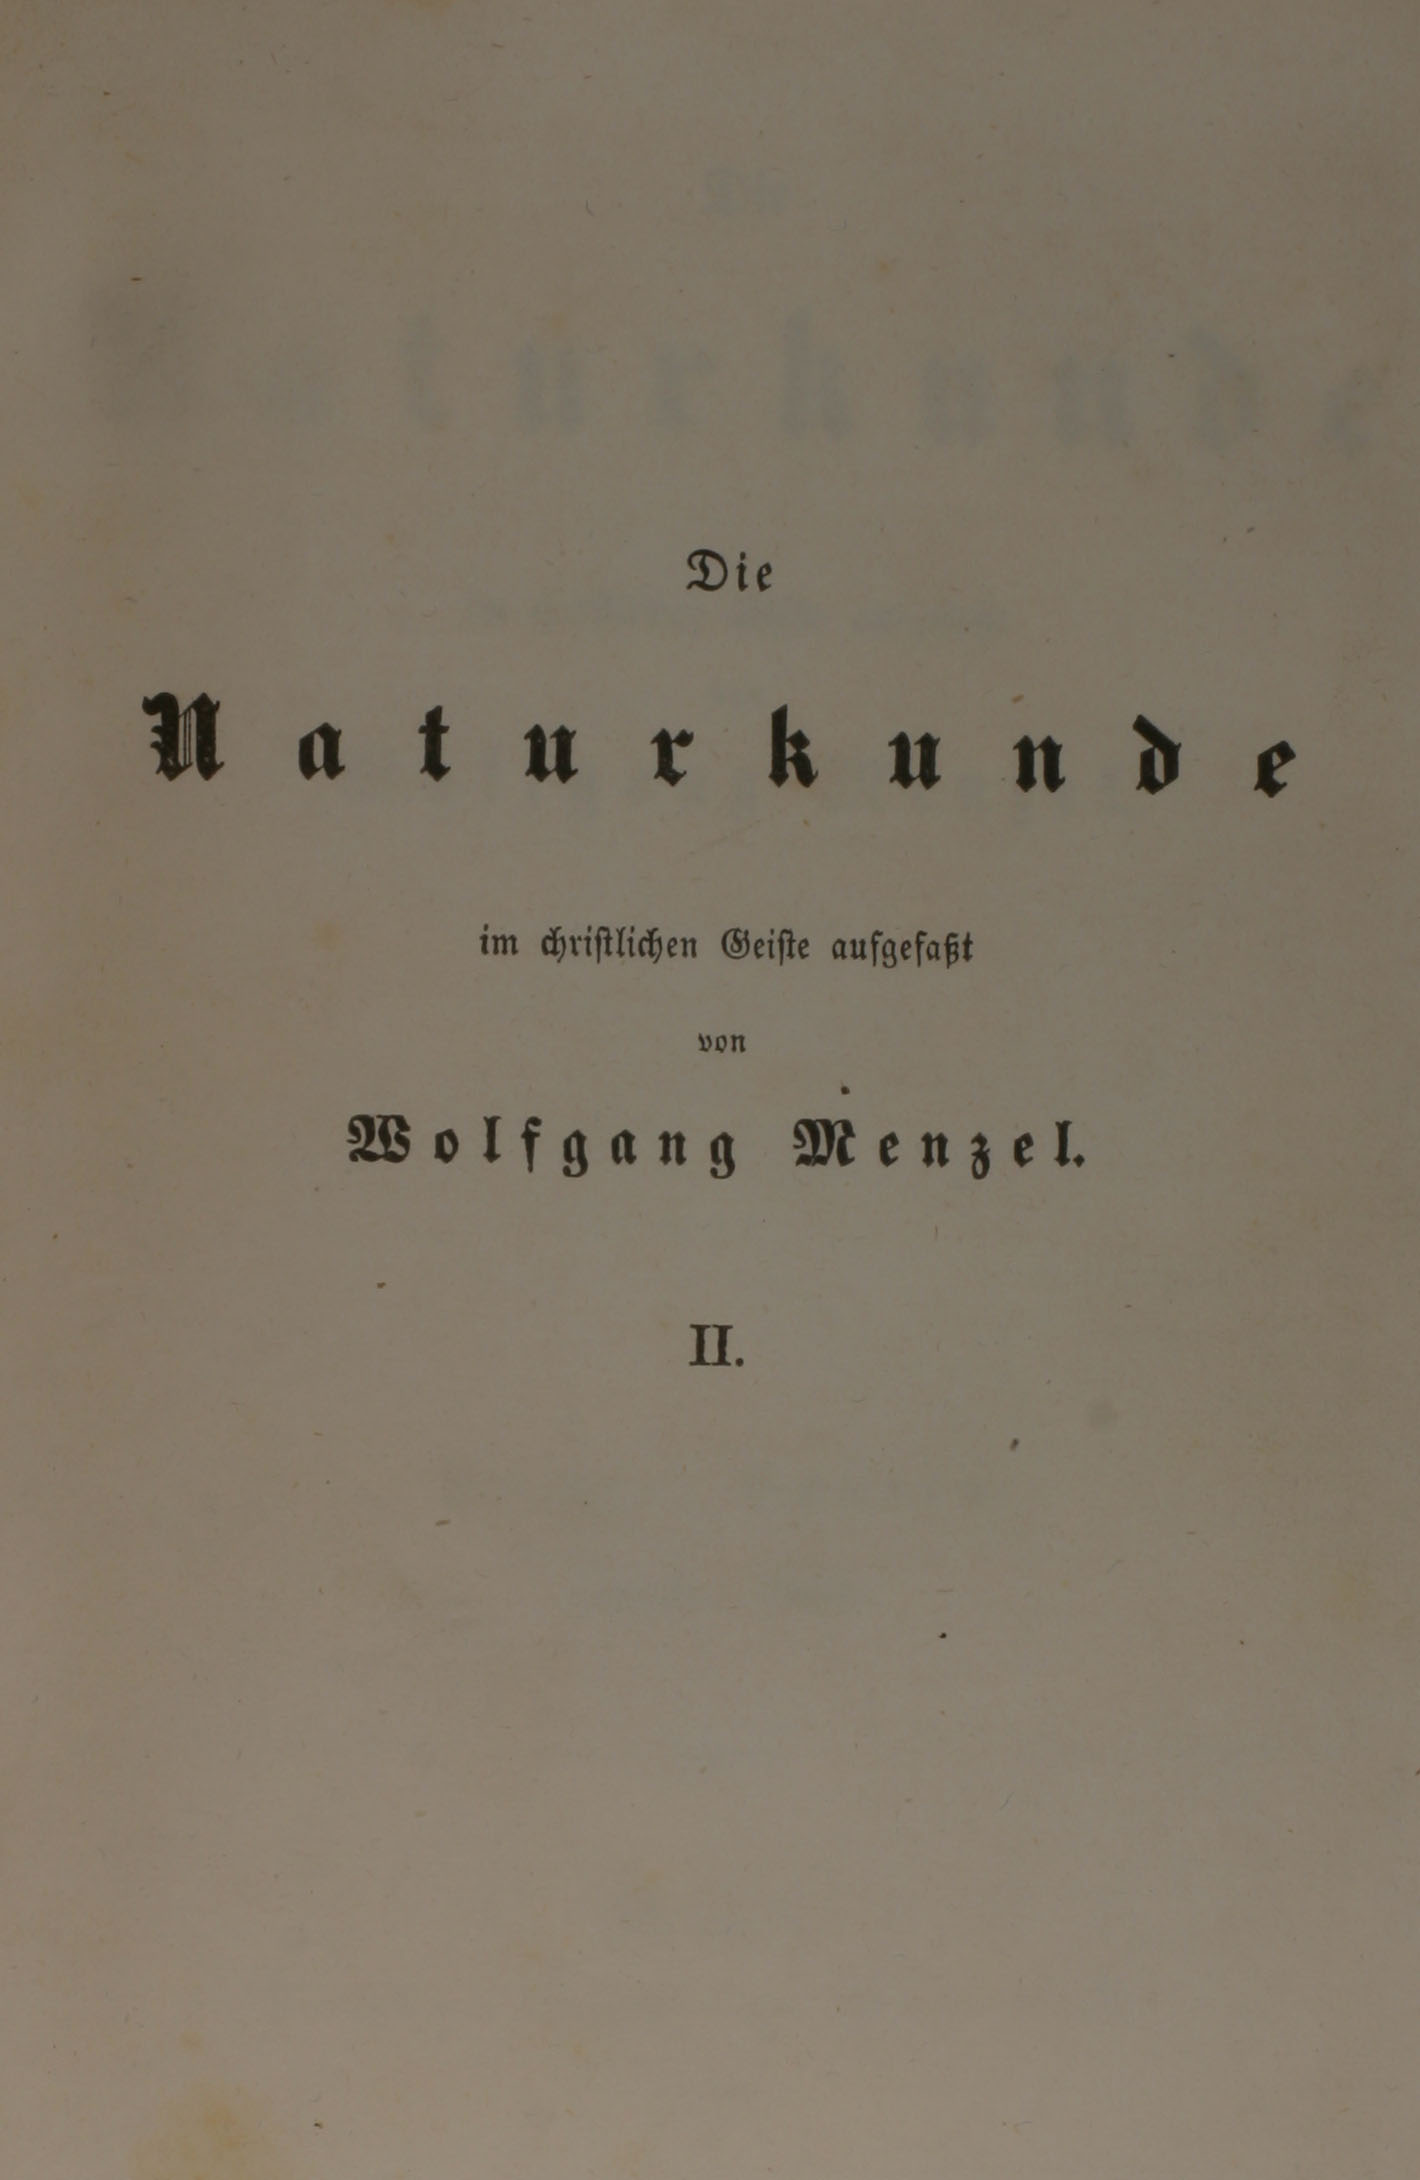 Die
Naturkunde
im chriſtlichen Geiſte aufgefaßt
von
Wolfgang Menzel.
II.